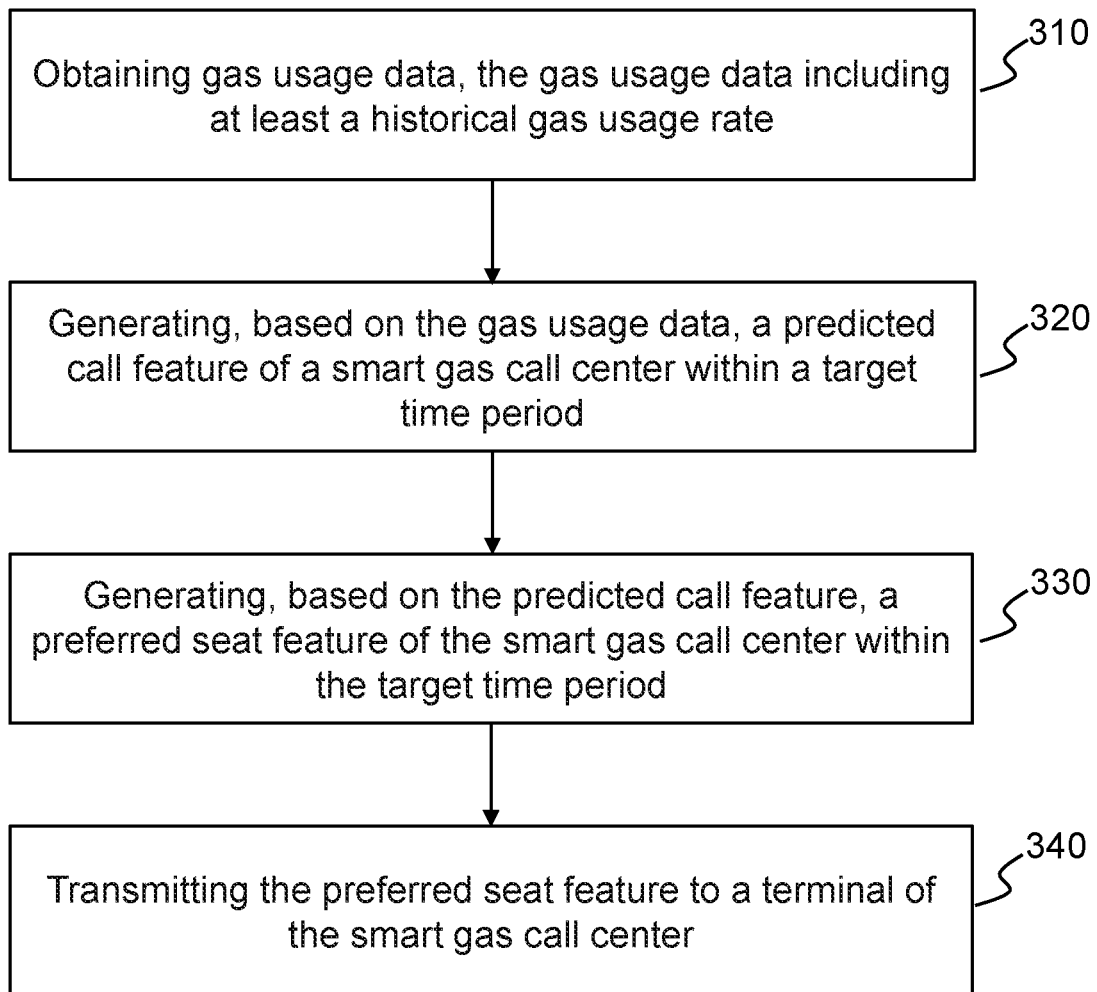 310
Obtaining gas usage data, the gas usage data including
at least a historical gas usage rate
320
Generating, based on the gas usage data, a predicted
call feature of a smart gas call center within a target
time period
330
Generating, based on the predicted call feature, a
preferred seat feature of the smart gas call center within
the target time period
340
Transmitting the preferred seat feature to a terminal of
the smart gas call center